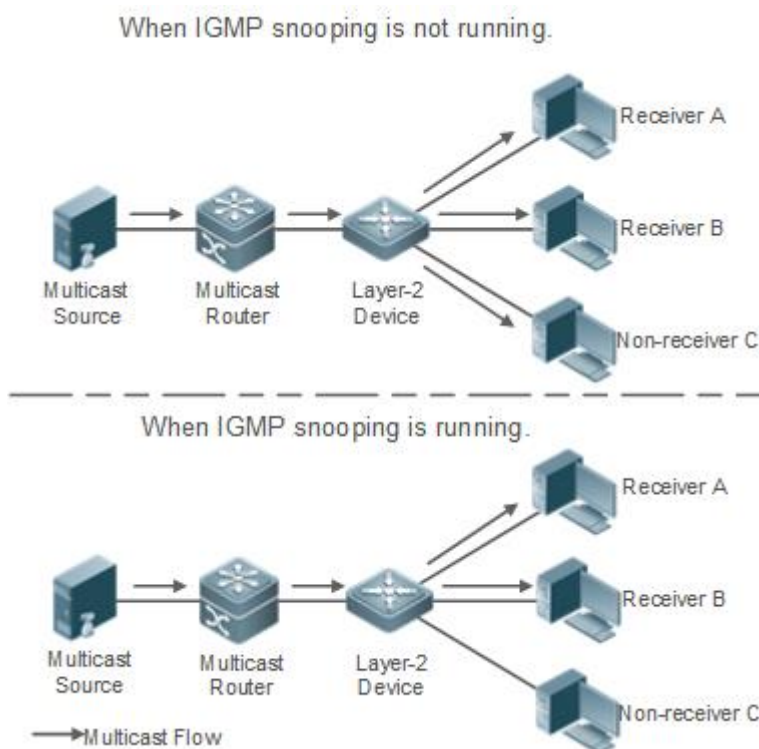 When IGMP snooping is not running.
Receiver A
Receiver B
Multicast
Source
Multicast
Router
Layer-2
Device
Non-receiver C
When IGMP snooping is running.
Receiver A
Receiver B
Multicast
Source
Multicast
Router
Layer-2
Device
Non-receiver C
Multicast Flow